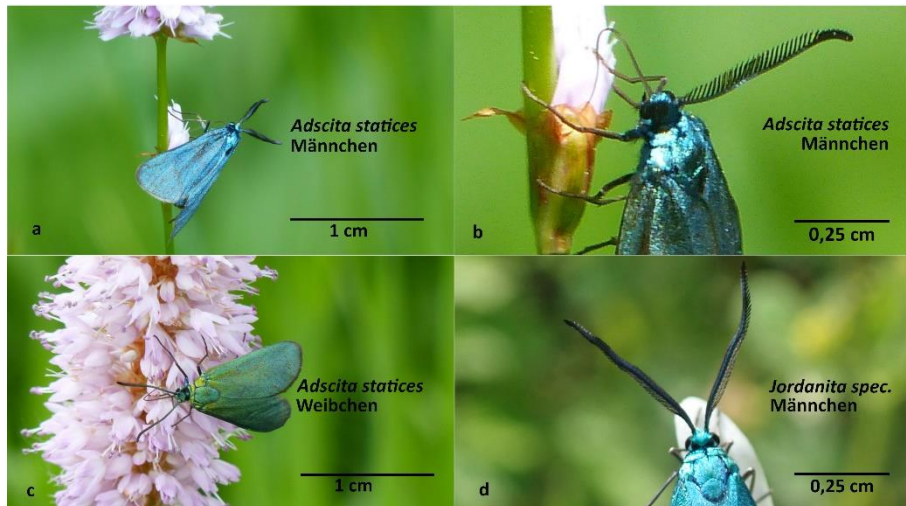 Adscita statices
Männchen
a
1 cm
Adscita statices
Männchen
b
0,25 cm
Adscita statices
Weibchen
c
1 cm
Jordanita spec.
Männchen
d
0,25 cm